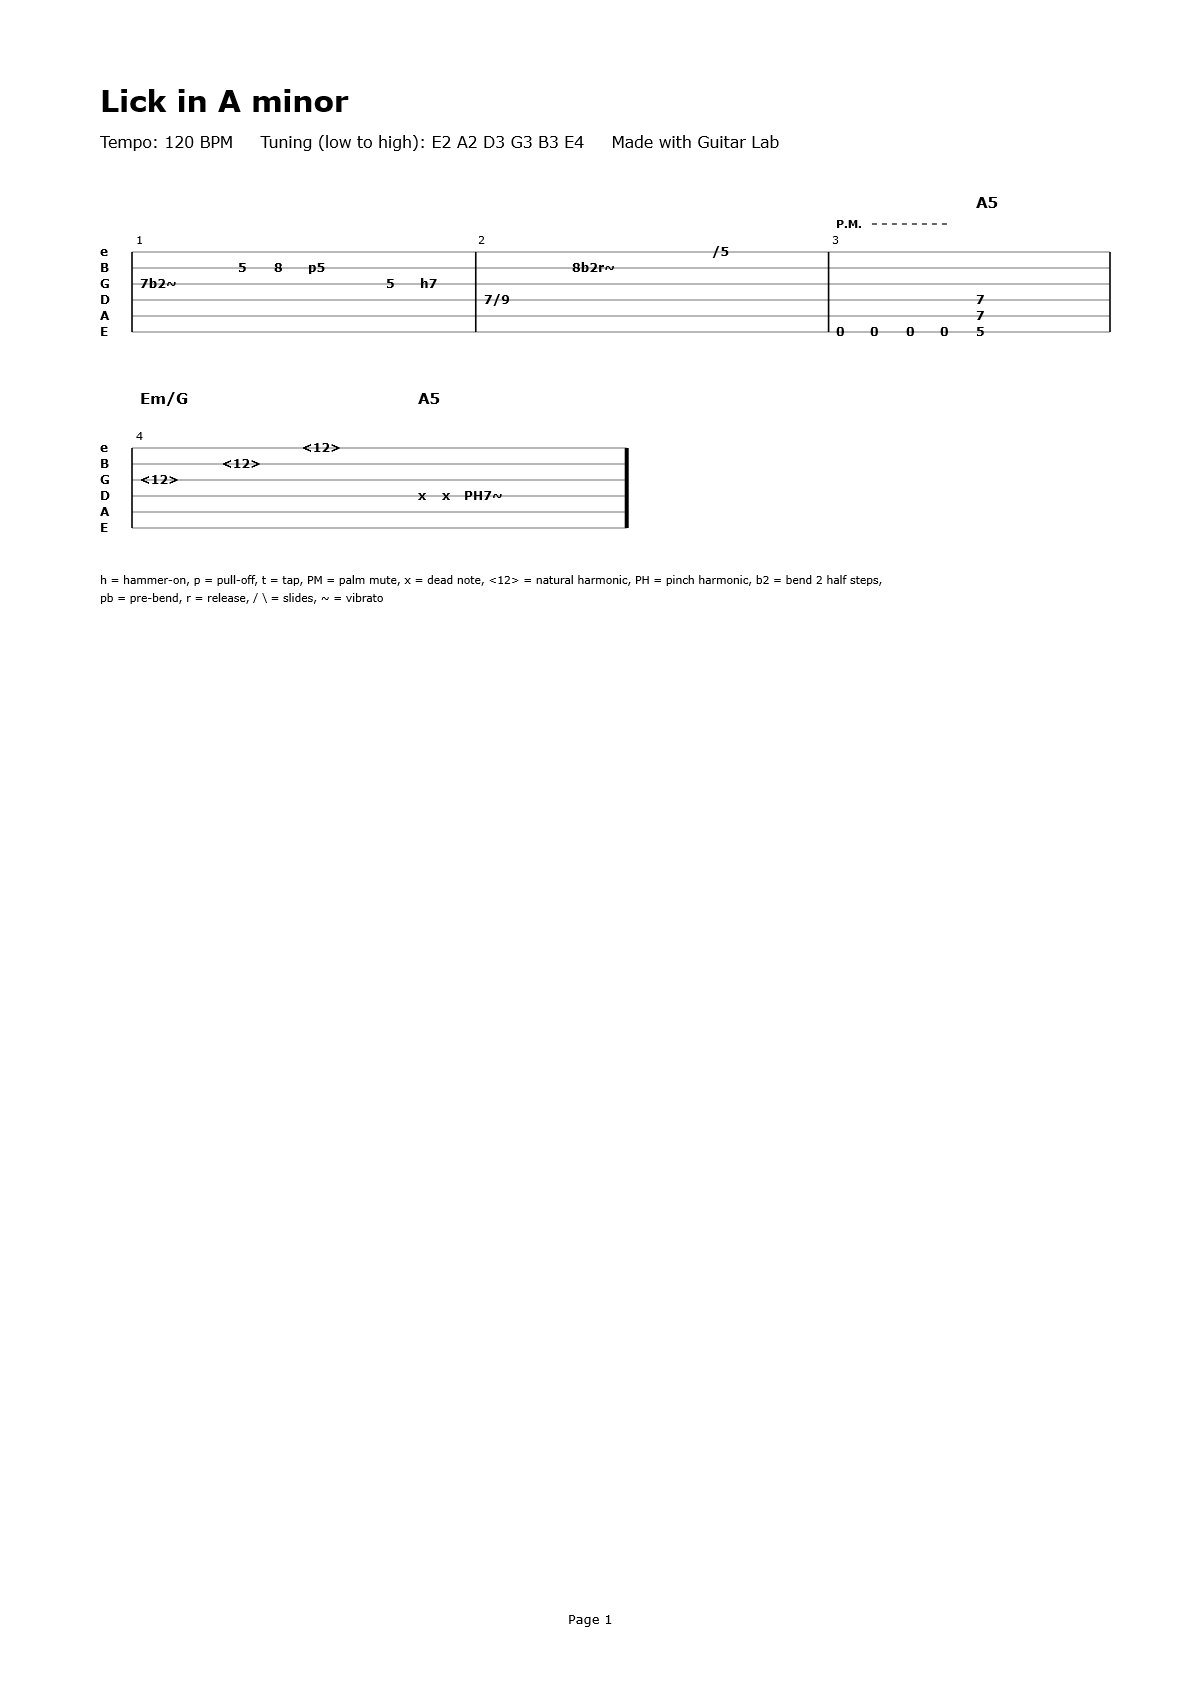 Lick in A minor
Tempo: 120 BPM Tuning (low to high): E2 A2 D3 G3 B3 E4 Made with Guitar Lab
A5
P.M. --------
1 2 3
e /5
B 5 8 p5 8b2r~
G 7b2~ 5 h7
D 7/9 7
A 7
E 0 0 0 0 5
Em/G A5
4
e <12>
B <12>
G <12>
D x x PH7~
A
E
h = hammer-on, p = pull-off, t = tap, PM = palm mute, x = dead note, <12> = natural harmonic, PH = pinch harmonic, b2 = bend 2 half steps,
pb = pre-bend, r = release, / \ = slides, ~ = vibrato
Page 1